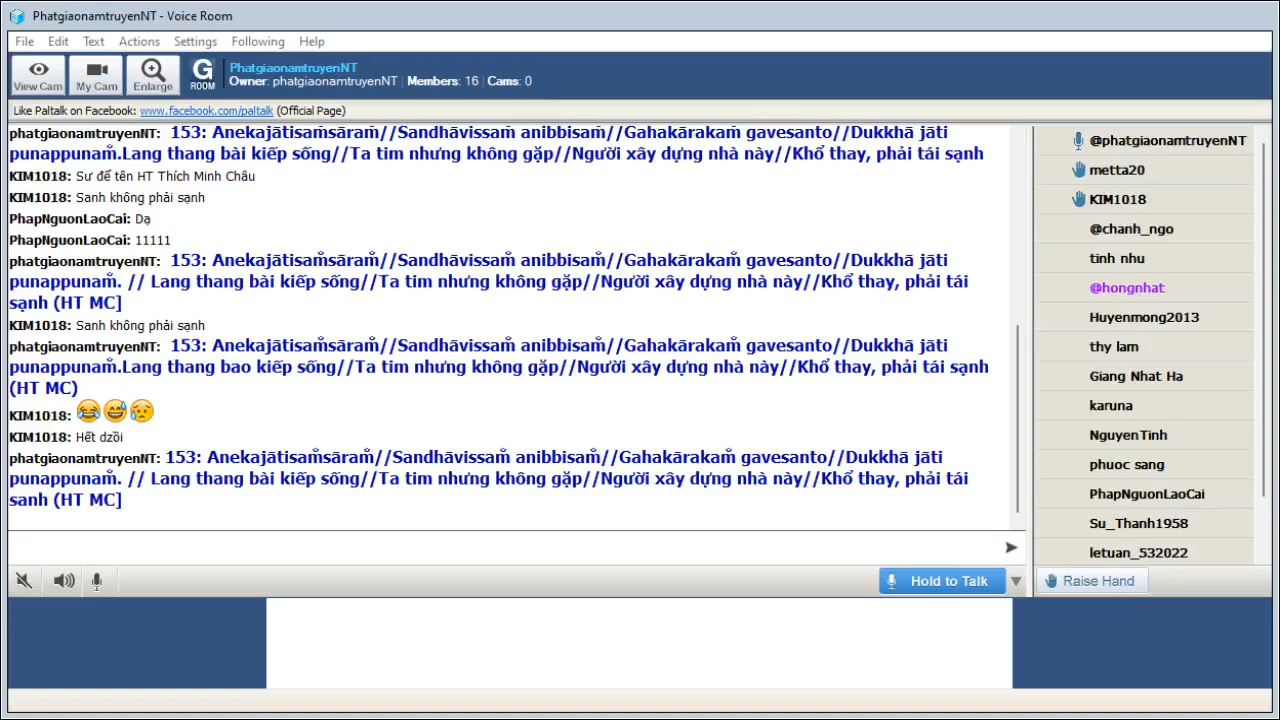 PhatgiaonamtruyenNT - Voice Room
File Edit Text Actions Settings Following Help
View Cam My Cam Enlarge G ROOM PhatgiaonamtruyenNT
Owner: phatgiaonamtruyenNT | Members: 16 | Cams: 0
Like Paltalk on Facebook: www.facebook.com/paltalk (Official Page)
phatgiaonamtruyenNT: 153: Anekajātisaṁsāraṁ//Sandhāvissaṁ anibbisaṁ//Gahakārakaṁ gavesanto//Dukkhā jāti
punappunaṁ.Lang thang bài kiếp sống//Ta tìm nhưng không gặp//Người xây dựng nhà này//Khổ thay, phải tái sạnh
KIM1018: Sư để tên HT Thích Minh Châu
KIM1018: Sanh không phải sạnh
PhapNguonLaoCai: Dạ
PhapNguonLaoCai: 11111
phatgiaonamtruyenNT: 153: Anekajātisaṁsāraṁ//Sandhāvissaṁ anibbisaṁ//Gahakārakaṁ gavesanto//Dukkhā jāti
punappunaṁ. // Lang thang bài kiếp sống//Ta tìm nhưng không gặp//Người xây dựng nhà này//Khổ thay, phải tái
sạnh (HT MC]
KIM1018: Sanh không phải sạnh
phatgiaonamtruyenNT: 153: Anekajātisaṁsāraṁ//Sandhāvissaṁ anibbisaṁ//Gahakārakaṁ gavesanto//Dukkhā jāti
punappunaṁ.Lang thang bao kiếp sống//Ta tìm nhưng không gặp//Người xây dựng nhà này//Khổ thay, phải tái sạnh
(HT MC)
KIM1018: 😂😅😥
KIM1018: Hết dzồi
phatgiaonamtruyenNT: 153: Anekajātisaṁsāraṁ//Sandhāvissaṁ anibbisaṁ//Gahakārakaṁ gavesanto//Dukkhā jāti
punappunaṁ. // Lang thang bài kiếp sống//Ta tìm nhưng không gặp//Người xây dựng nhà này//Khổ thay, phải tái
sanh (HT MC]
@phatgiaonamtruyenNT
metta20
KIM1018
@chanh_ngo
tinh nhu
@hongnhat
Huyenmong2013
thy lam
Giang Nhat Ha
karuna
NguyenTinh
phuoc sang
PhapNguonLaoCai
Su_Thanh1958
letuan_532022
Hold to Talk
Raise Hand